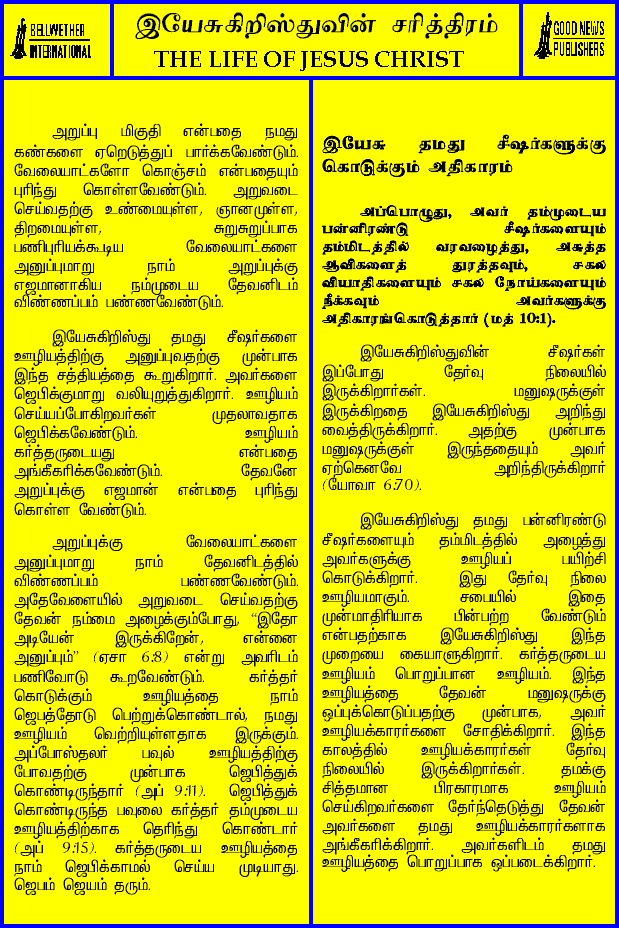 BELLWETHER
INTERNATIONAL
இயேசுகிறிஸ்துவின் சரித்திரம்
THE LIFE OF JESUS CHRIST
GOOD NEWS
PUBLISHERS
அறுப்பு மிகுதி என்பதை நமது
கண்களை ஏறெடுத்துப் பார்க்கவேண்டும்.
வேலையாட்களோ கொஞ்சம் என்பதையும்
புரிந்து கொள்ளவேண்டும். அறுவடை
செய்வதற்கு உண்மையுள்ள, ஞானமுள்ள,
திறமையுள்ள, சுறுசுறுப்பாக
பணிபுரியக்கூடிய வேலையாட்களை
அனுப்புமாறு நாம் அறுப்புக்கு
எஜமானாகிய நம்முடைய தேவனிடம்
விண்ணப்பம் பண்ணவேண்டும்.
இயேசுகிறிஸ்து தமது சீஷர்களை
ஊழியத்திற்கு அனுப்புவதற்கு முன்பாக
இந்த சத்தியத்தை கூறுகிறார். அவர்களை
ஜெபிக்குமாறு வலியுறுத்துகிறார். ஊழியம்
செய்யப்போகிறவர்கள் முதலாவதாக
ஜெபிக்கவேண்டும். ஊழியம்
கர்த்தருடையது என்பதை
அங்கீகரிக்கவேண்டும். தேவனே
அறுப்புக்கு எஜமான் என்பதை புரிந்து
கொள்ள வேண்டும்.
அறுப்புக்கு வேலையாட்களை
அனுப்புமாறு நாம் தேவனிடத்தில்
விண்ணப்பம் பண்ணவேண்டும்.
அதேவேளையில் அறுவடை செய்வதற்கு
தேவன் நம்மை அழைக்கும்போது, “இதோ
அடியேன் இருக்கிறேன், என்னை
அனுப்பும்” (ஏசா 6:8) என்று அவரிடம்
பணிவோடு கூறவேண்டும். கர்த்தர்
கொடுக்கும் ஊழியத்தை நாம்
ஜெபத்தோடு பெற்றுக்கொண்டால், நமது
ஊழியம் வெற்றியுள்ளதாக இருக்கும்.
அப்போஸ்தலர் பவுல் ஊழியத்திற்கு
போவதற்கு முன்பாக ஜெபித்துக்
கொண்டிருந்தார் (அப் 9:11). ஜெபித்துக்
கொண்டிருந்த பவுலை கர்த்தர் தம்முடைய
ஊழியத்திற்காக தெரிந்து கொண்டார்
(அப் 9:15). கர்த்தருடைய ஊழியத்தை
நாம் ஜெபிக்காமல் செய்ய முடியாது.
ஜெபம் ஜெயம் தரும்.
இயேசு தமது சீஷர்களுக்கு
கொடுக்கும் அதிகாரம்
அப்பொழுது, அவர் தம்முடைய
பன்னிரண்டு சீஷர்களையும்
தம்மிடத்தில் வரவழைத்து, அசுத்த
ஆவிகளைத் துரத்தவும், சகல
வியாதிகளையும் சகல நோய்களையும்
நீக்கவும் அவர்களுக்கு
அதிகாரங்கொடுத்தார் (மத் 10:1).
இயேசுகிறிஸ்துவின் சீஷர்கள்
இப்போது தேர்வு நிலையில்
இருக்கிறார்கள். மனுஷருக்குள்
இருக்கிறதை இயேசுகிறிஸ்து அறிந்து
வைத்திருக்கிறார். அதற்கு முன்பாக
மனுஷருக்குள் இருந்ததையும் அவர்
ஏற்கெனவே அறிந்திருக்கிறார்
(யோவா 6:70).
இயேசுகிறிஸ்து தமது பன்னிரண்டு
சீஷர்களையும் தம்மிடத்தில் அழைத்து
அவர்களுக்கு ஊழியப் பயிற்சி
கொடுக்கிறார். இது தேர்வு நிலை
ஊழியமாகும். சபையில் இதை
முன்மாதிரியாக பின்பற்ற வேண்டும்
என்பதற்காக இயேசுகிறிஸ்து இந்த
முறையை கையாளுகிறார். கர்த்தருடைய
ஊழியம் பொறுப்பான ஊழியம். இந்த
ஊழியத்தை தேவன் மனுஷருக்கு
ஒப்புக்கொடுப்பதற்கு முன்பாக, அவர்
ஊழியக்காரர்களை சோதிக்கிறார். இந்த
காலத்தில் ஊழியக்காரர்கள் தேர்வு
நிலையில் இருக்கிறார்கள். தமக்கு
சித்தமான பிரகாரமாக ஊழியம்
செய்கிறவர்களை தேர்ந்தெடுத்து தேவன்
அவர்களை தமது ஊழியக்காரர்களாக
அங்கீகரிக்கிறார். அவர்களிடம் தமது
ஊழியத்தை பொறுப்பாக ஒப்படைக்கிறார்.